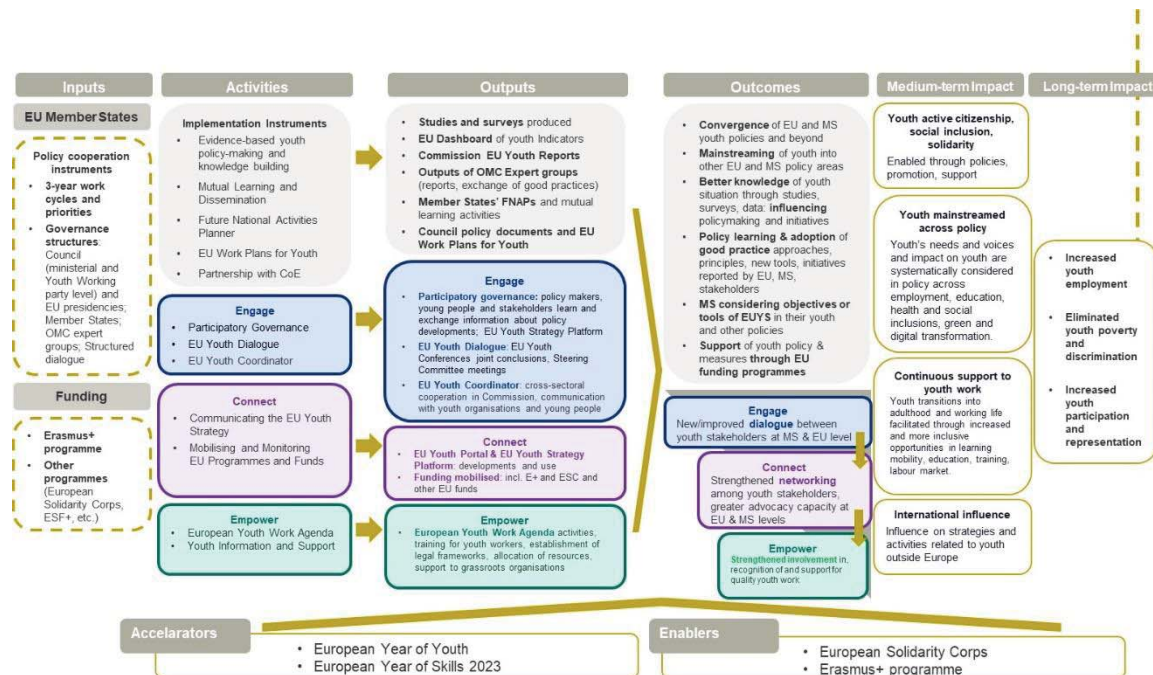 Inputs
EU Member States
Policy cooperation
instruments
• 3-year work
cycles and
priorities
• Governance
structures:
Council
(ministerial and
Youth Working
party level) and
EU presidencies;
Member States;
OMC expert
groups; Structured
dialogue
Funding
• Erasmus+
programme
• Other
programmes
(European
Solidarity Corps,
ESF+, etc.)
Activities
Implementation Instruments
• Evidence-based youth
policy-making and
knowledge building
• Mutual Learning and
Dissemination
• Future National Activities
Planner
• EU Work Plans for Youth
• Partnership with CoE
Engage
• Participatory Governance
• EU Youth Dialogue
• EU Youth Coordinator
Connect
• Communicating the EU Youth
Strategy
• Mobilising and Monitoring
EU Programmes and Funds
Empower
• European Youth Work Agenda
• Youth Information and Support
Outputs
• Studies and surveys produced
• EU Dashboard of youth Indicators
• Commission EU Youth Reports
• Outputs of OMC Expert groups
(reports, exchange of good practices)
• Member States' FNAPs and mutual
learning activities
• Council policy documents and EU
Work Plans for Youth
Engage
• Participatory governance: policy makers,
young people and stakeholders learn and
exchange information about policy
developments; EU Youth Strategy Platform
• EU Youth Dialogue: EU Youth
Conferences joint conclusions, Steering
Committee meetings
• EU Youth Coordinator: cross-sectoral
cooperation in Commission, communication
with youth organisations and young people
Connect
• EU Youth Portal & EU Youth Strategy
Platform: developments and use
• Funding mobilised: incl. E+ and ESC and
other EU funds
Empower
• European Youth Work Agenda activities,
training for youth workers, establishment of
legal frameworks, allocation of resources,
support to grassroots organisations
Outcomes
• Convergence of EU and MS
youth policies and beyond
• Mainstreaming of youth into
other EU and MS policy areas
• Better knowledge of youth
situation through studies,
surveys, data: influencing
policymaking and initiatives
• Policy learning & adoption of
good practice approaches,
principles, new tools, initiatives
reported by EU, MS,
stakeholders
• MS considering objectives or
tools of EUYS in their youth
and other policies
• Support of youth policy &
measures through EU
funding programmes
Engage
New/improved dialogue between
youth stakeholders at MS & EU level
Connect
Strengthened networking
among youth stakeholders,
greater advocacy capacity at
EU & MS levels
Empower
Strengthened involvement in,
recognition of and support for
quality youth work
Medium-term Impact
Youth active citizenship,
social inclusion,
solidarity
Enabled through policies,
promotion, support
Youth mainstreamed
across policy
Youth's needs and voices
and impact on youth are
systematically considered
in policy across
employment, education,
health and social
inclusions, green and
digital transformation.
Continuous support to
youth work
Youth transitions into
adulthood and working life
facilitated through increased
and more inclusive
opportunities in learning
mobility, education, training,
labour market.
International influence
Influence on strategies and
activities related to youth
outside Europe
Long-term Impact
• Increased
youth
employment
• Eliminated
youth poverty
and
discrimination
• Increased
youth
participation
and
representation
Accelarators
• European Year of Youth
• European Year of Skills 2023
Enablers
• European Solidarity Corps
• Erasmus+ programme